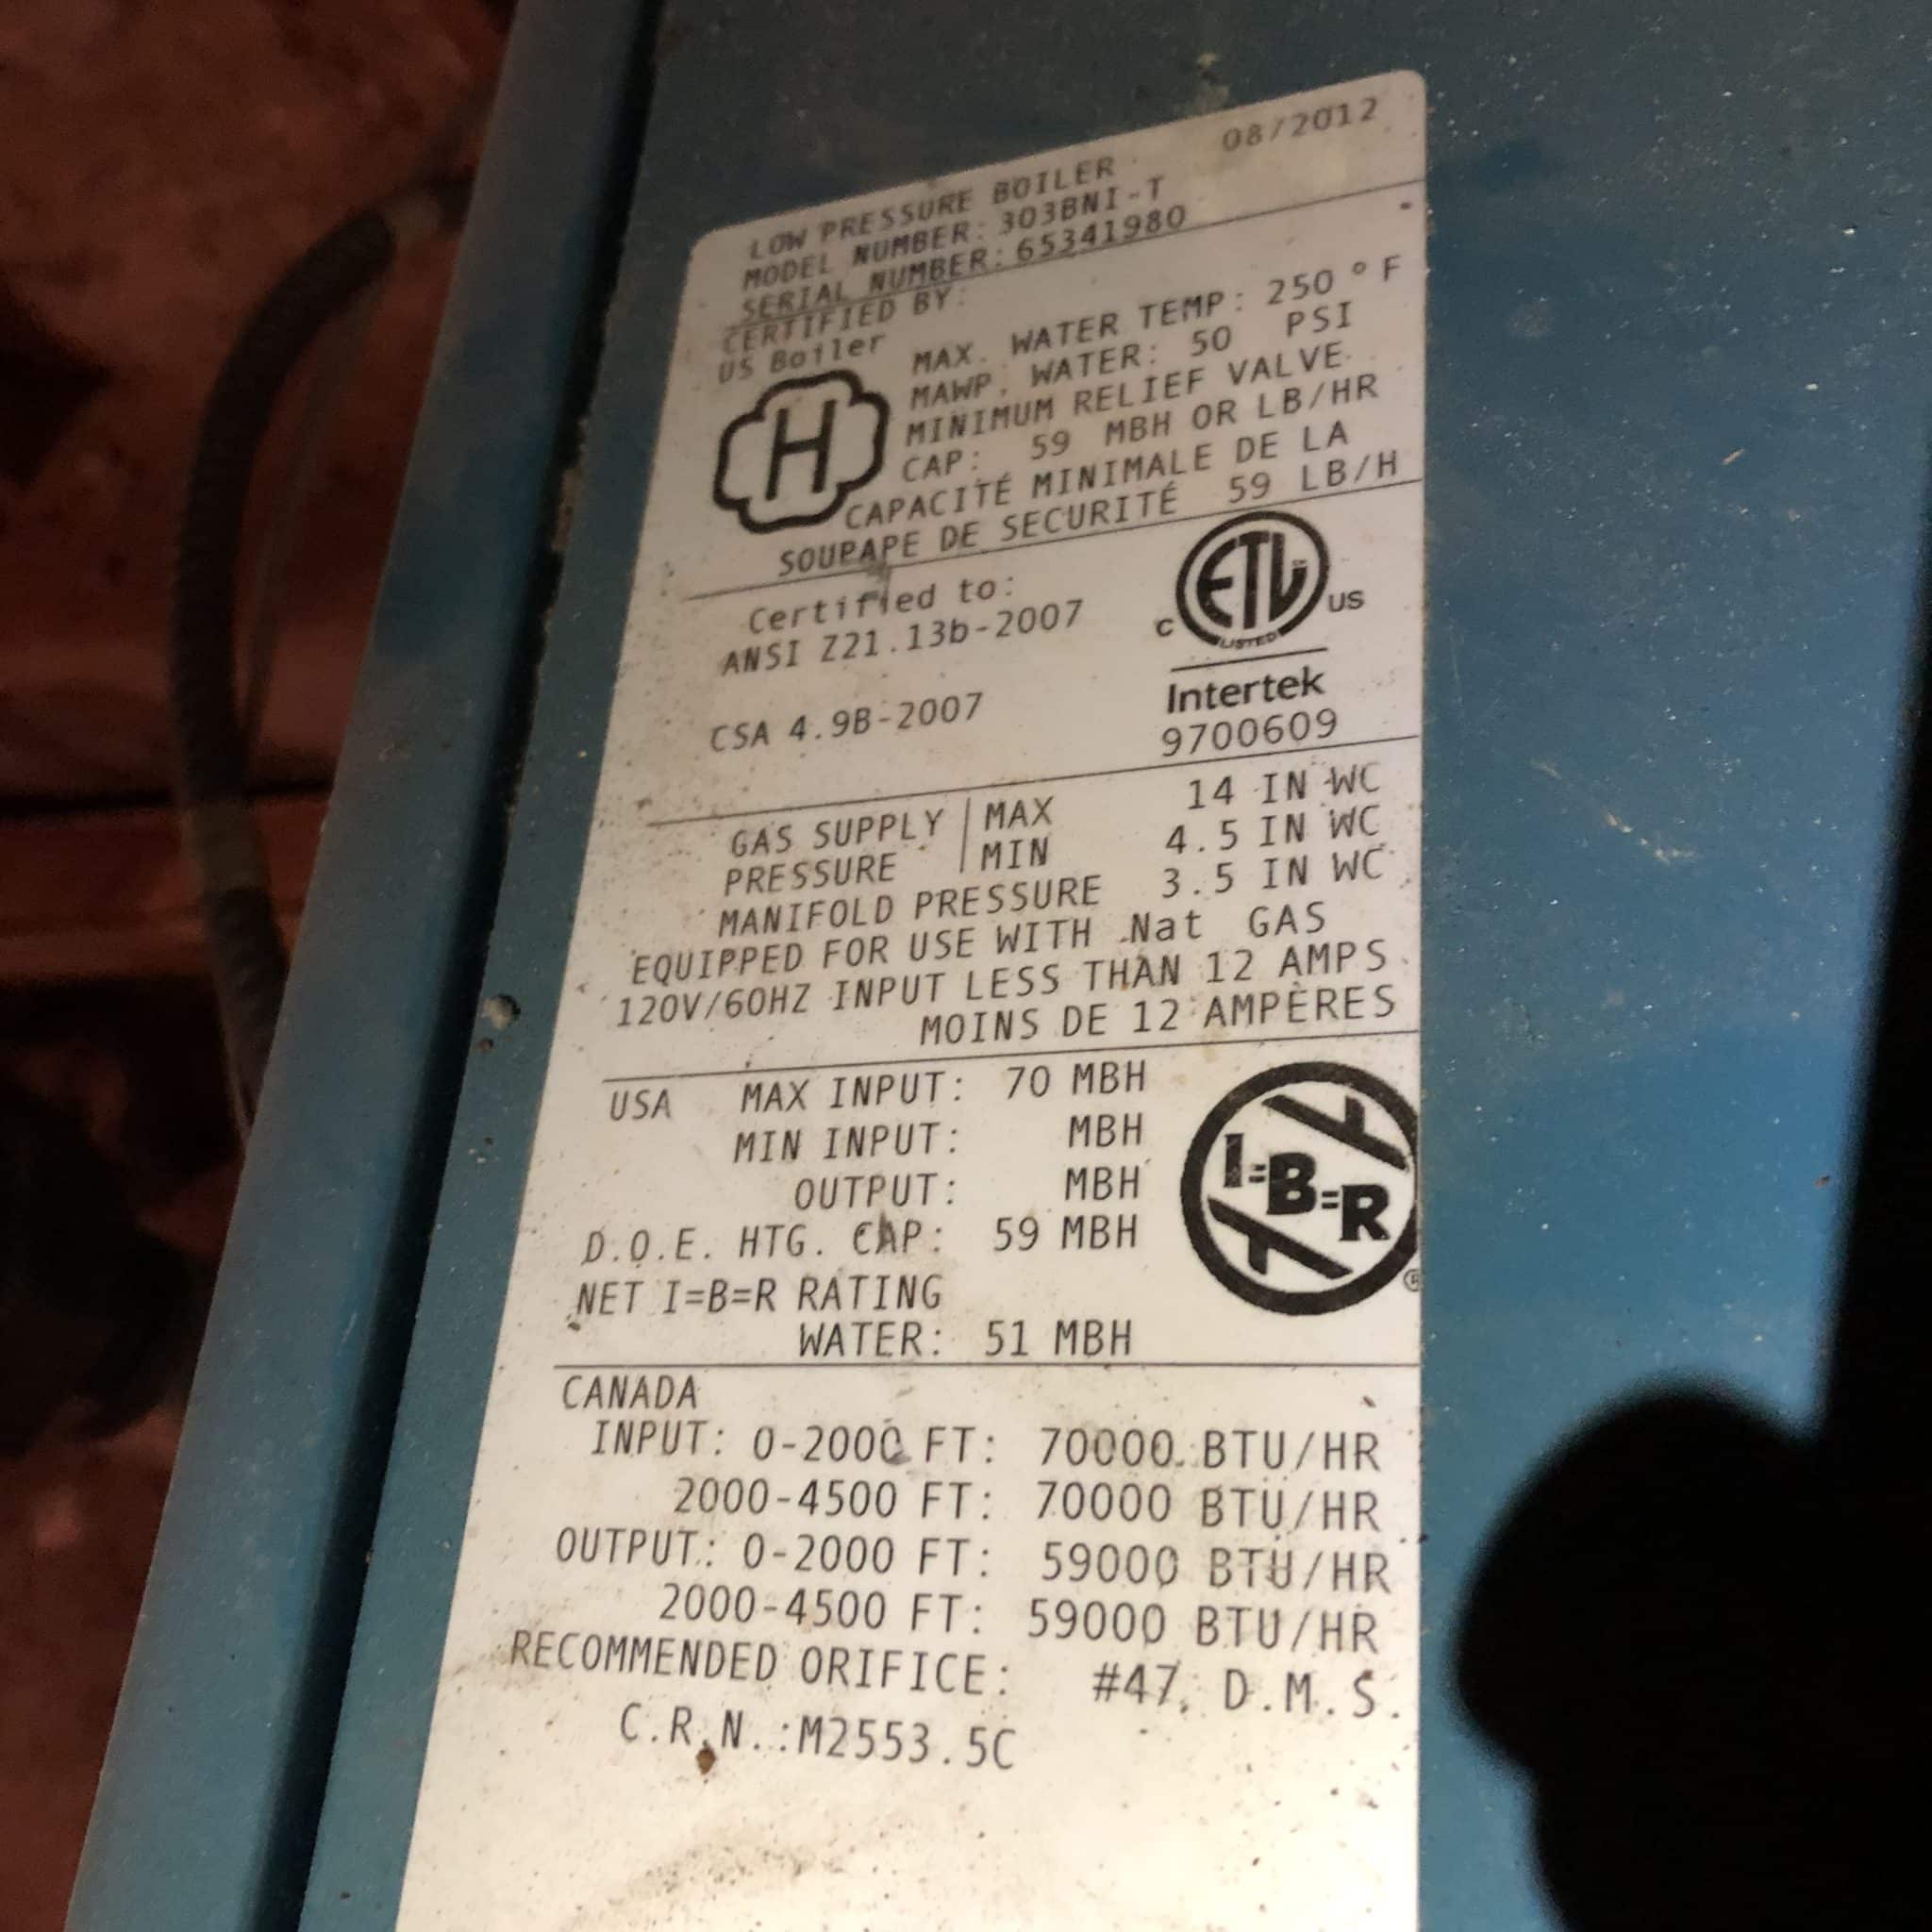 08/2012
LOW PRESSURE BOILER
MODEL NUMBER: 303BNI-T
SERIAL NUMBER: 65341980
CERTIFIED BY:
US Boiler
H
MAX. WATER TEMP: 250 °F
MAWP. WATER: 50 PSI
MINIMUM RELIEF VALVE
CAP: 59 MBH OR LB/HR
CAPACITÉ MINIMALE DE LA
SOUPAPE DE SECURITÉ 59 LB/H
Certified to:
ANSI Z21.13b-2007
CSA 4.9B-2007
C ETL US
LISTED
Intertek
9700609
GAS SUPPLY | MAX 14 IN WC
PRESSURE | MIN 4.5 IN WC
MANIFOLD PRESSURE 3.5 IN WC
EQUIPPED FOR USE WITH Nat GAS
120V/60HZ INPUT LESS THAN 12 AMPS
MOINS DE 12 AMPÈRES
USA MAX INPUT: 70 MBH
MIN INPUT: MBH
OUTPUT: MBH
D.O.E. HTG. CAP: 59 MBH
NET I=B=R RATING
WATER: 51 MBH
I=B=R
®
CANADA
INPUT: 0-2000 FT: 70000 BTU/HR
2000-4500 FT: 70000 BTU/HR
OUTPUT: 0-2000 FT: 59000 BTU/HR
2000-4500 FT: 59000 BTU/HR
RECOMMENDED ORIFICE: #47, D.M.S.
C.R.N.:M2553.5C